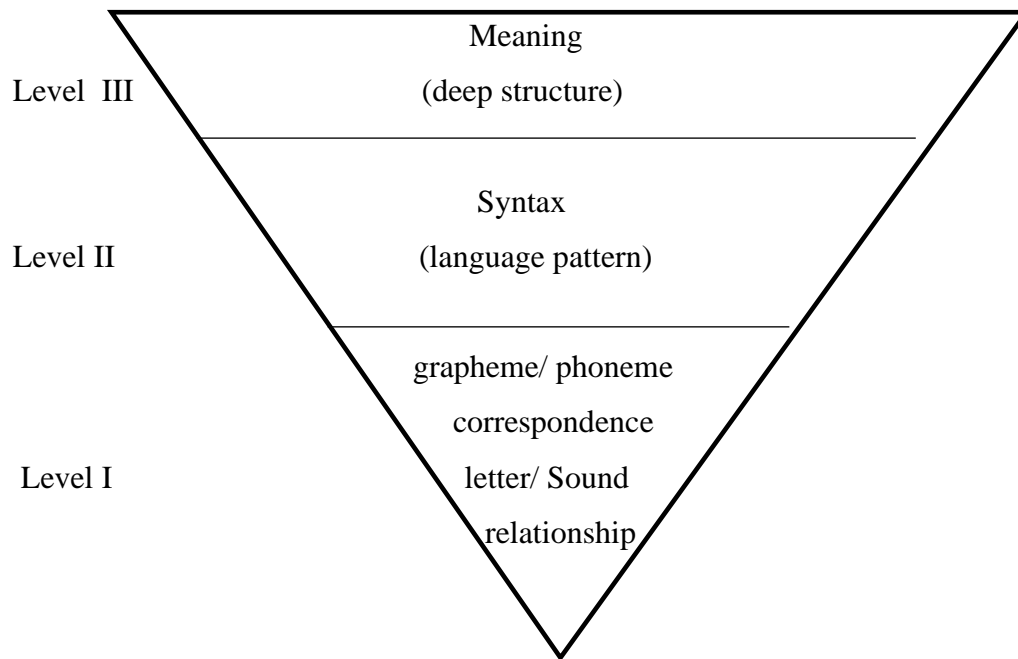 Meaning
Level III (deep structure)
Syntax
Level II (language pattern)
grapheme/ phoneme
correspondence
Level I letter/ Sound
relationship